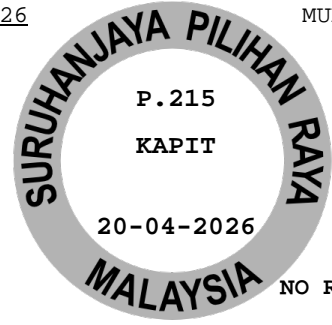 26
MU
SURUHANJAYA PILIHAN RAYA
P.215
KAPIT
20-04-2026
MALAYSIA
NO R